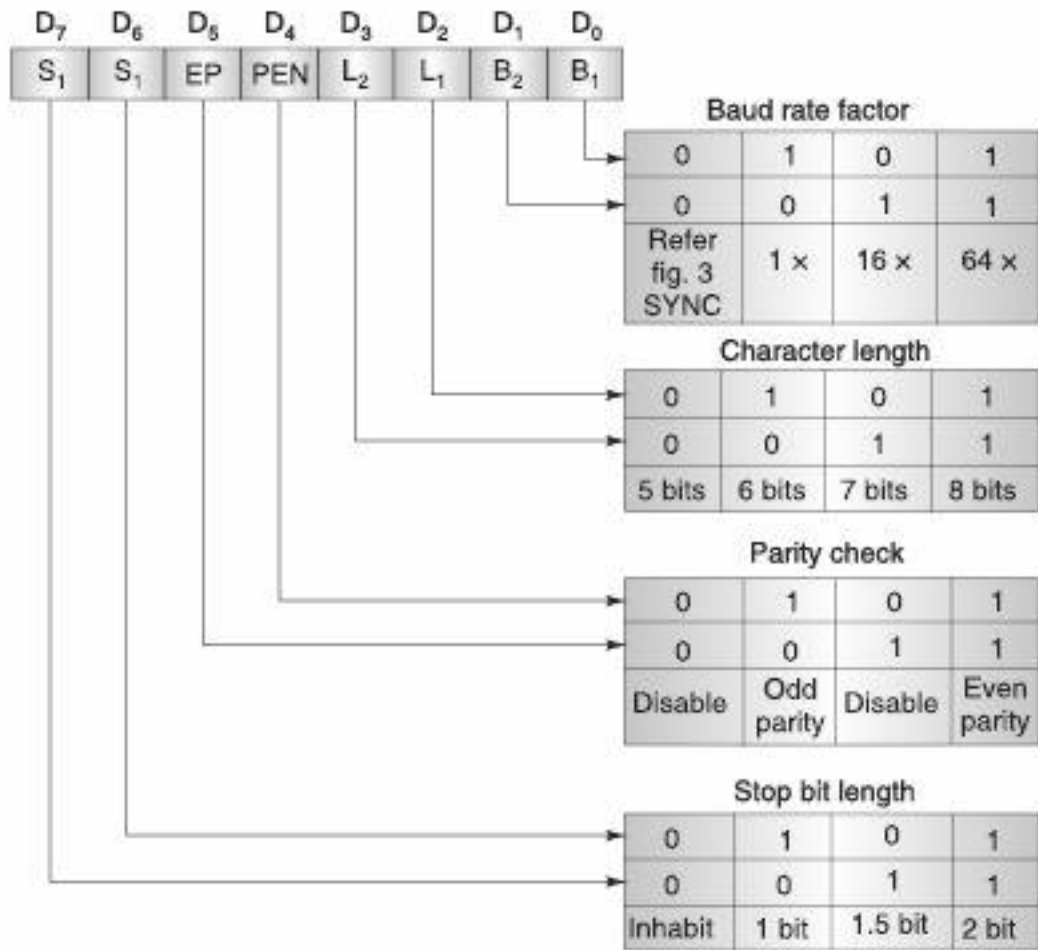 D₇ D₆ D₅ D₄ D₃ D₂ D₁ D₀
S₁ S₁ EP PEN L₂ L₁ B₂ B₁
Baud rate factor
0 1 0 1
0 0 1 1
Refer fig. 3 SYNC 1 × 16 × 64 ×
Character length
0 1 0 1
0 0 1 1
5 bits 6 bits 7 bits 8 bits
Parity check
0 1 0 1
0 0 1 1
Disable Odd parity Disable Even parity
Stop bit length
0 1 0 1
0 0 1 1
Inhabit 1 bit 1.5 bit 2 bit